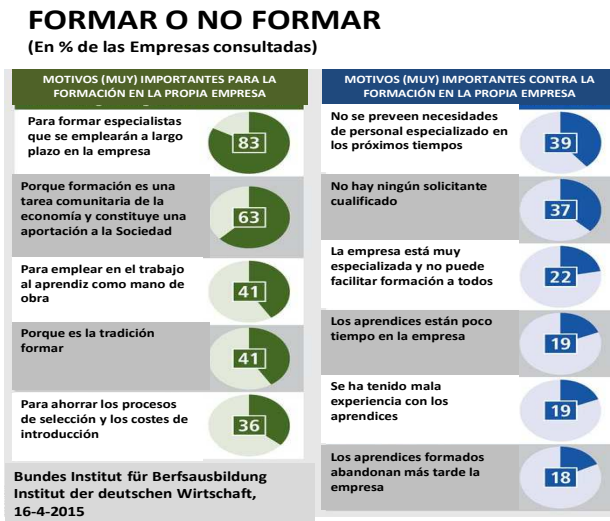 FORMAR O NO FORMAR
(En % de las Empresas consultadas)
MOTIVOS (MUY) IMPORTANTES PARA LA
FORMACIÓN EN LA PROPIA EMPRESA
Para formar especialistas
que se emplearán a largo
plazo en la empresa
83
Porque formación es una
tarea comunitaria de la
economía y constituye una
aportación a la Sociedad
63
Para emplear en el trabajo
al aprendiz como mano de
obra
41
Porque es la tradición
formar
41
Para ahorrar los procesos
de selección y los costes de
introducción
36
Bundes Institut für Berfsausbildung
Institut der deutschen Wirtschaft,
16-4-2015
MOTIVOS (MUY) IMPORTANTES CONTRA LA
FORMACIÓN EN LA PROPIA EMPRESA
No se preveen necesidades
de personal especializado en
los próximos tiempos
39
No hay ningún solicitante
cualificado
37
La empresa está muy
especializada y no puede
facilitar formación a todos
22
Los aprendices están poco
tiempo en la empresa
19
Se ha tenido mala
experiencia con los
aprendices
19
Los aprendices formados
abandonan más tarde la
empresa
18